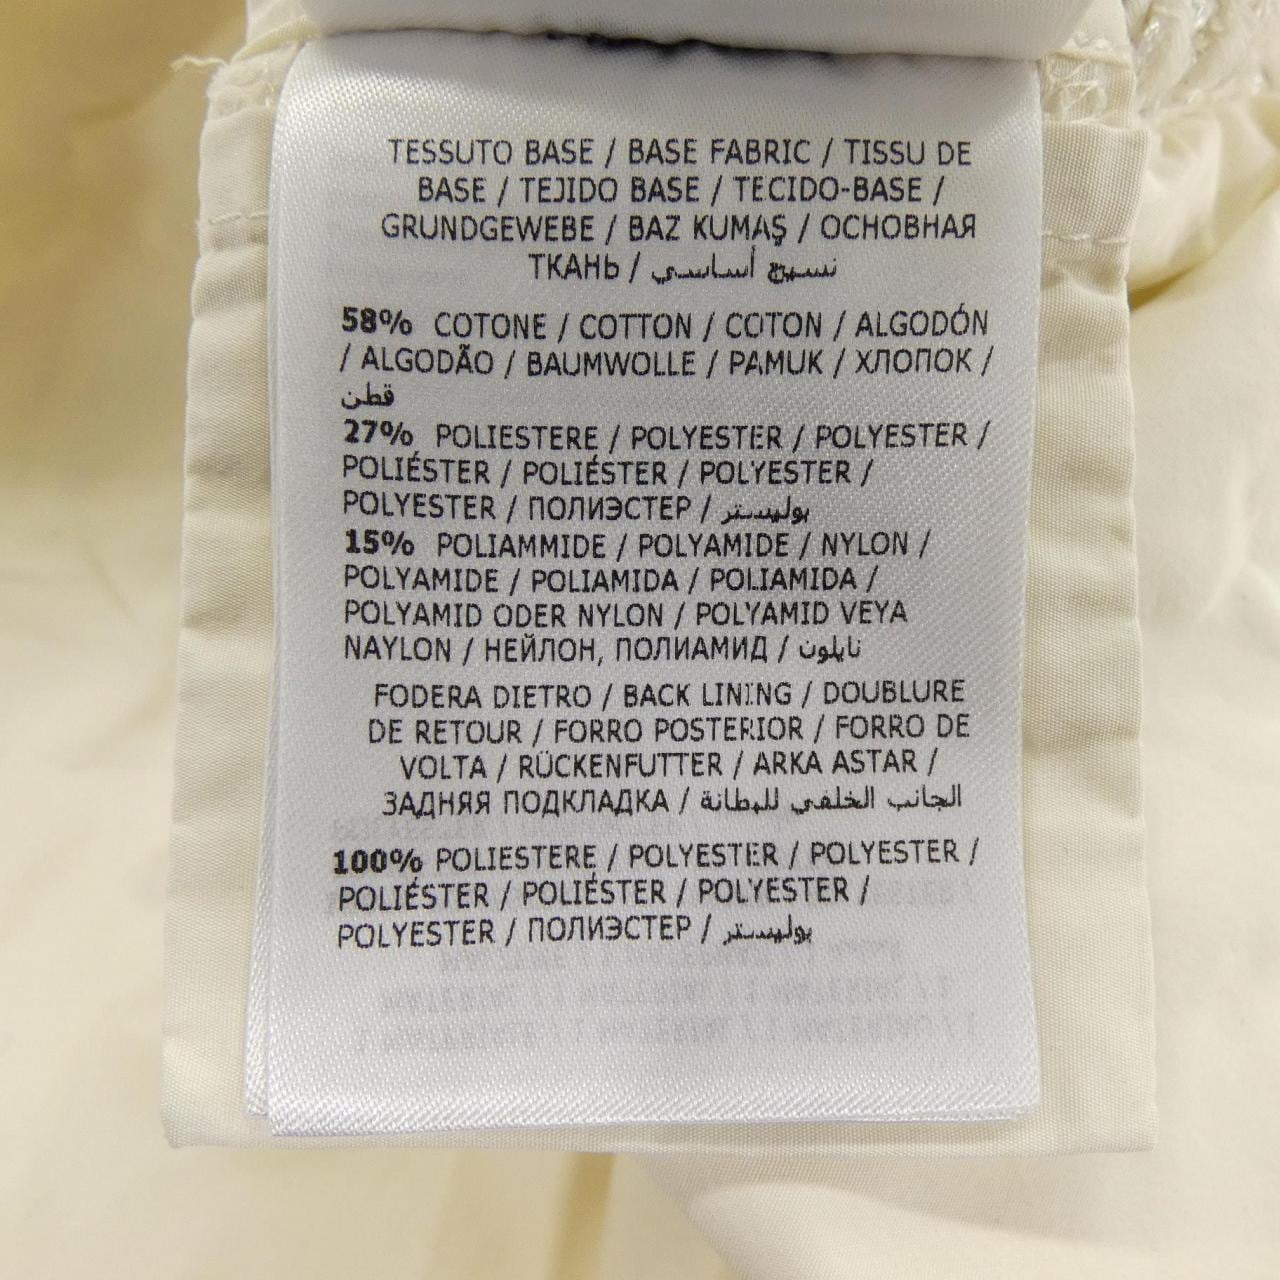 TESSUTO BASE / BASE FABRIC / TISSU DE
BASE / TEJIDO BASE / TECIDO-BASE /
GRUNDGEWEBE / BAZ KUMAŞ / ОСНОВНАЯ
ТКАНЬ / نسيج أساسي
58% COTONE / COTTON / COTON / ALGODÓN
/ ALGODÃO / BAUMWOLLE / PAMUK / ХЛОПОК /
قطن
27% POLIESTERE / POLYESTER / POLYESTER /
POLIÉSTER / POLIÉSTER / POLYESTER /
POLYESTER / ПОЛИЭСТЕР / بوليستر
15% POLIAMMIDE / POLYAMIDE / NYLON /
POLYAMIDE / POLIAMIDA / POLIAMIDA /
POLYAMID ODER NYLON / POLYAMID VEYA
NAYLON / НЕЙЛОН, ПОЛИАМИД / نايلون
FODERA DIETRO / BACK LINING / DOUBLURE
DE RETOUR / FORRO POSTERIOR / FORRO DE
VOLTA / RÜCKENFUTTER / ARKA ASTAR /
ЗАДНЯЯ ПОДКЛАДКА / الجانب الخلفي للبطانة
100% POLIESTERE / POLYESTER / POLYESTER /
POLIÉSTER / POLIÉSTER / POLYESTER /
POLYESTER / ПОЛИЭСТЕР / بوليستر